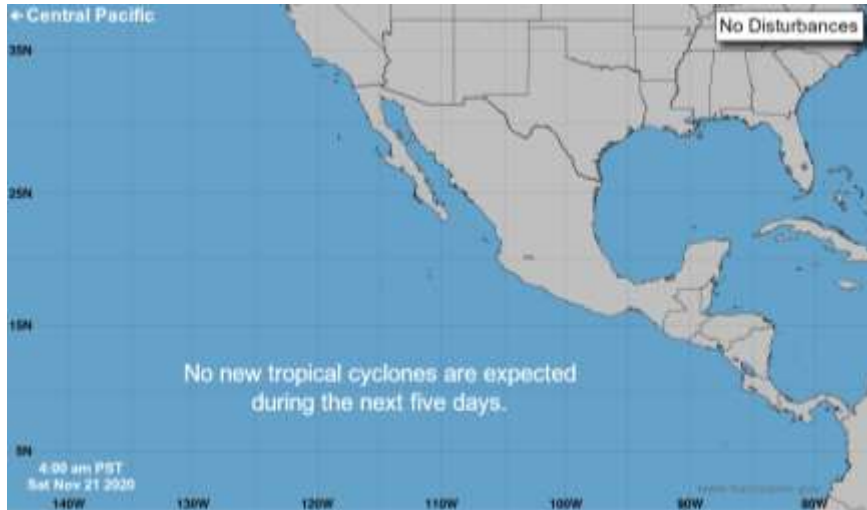 ←Central Pacific
No Disturbances
35N
25N
15N
No new tropical cyclones are expected
during the next five days.
5N
4:00 am PST
Sat Nov 21 2020
140W
130W
120W
110W
100W
90W
80W